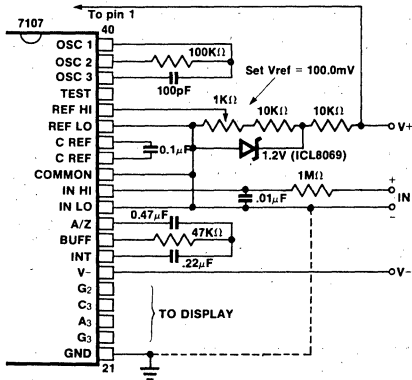 To pin 1
7107
40
OSC 1
OSC 2
100KΩ
OSC 3
100pF
Set Vref = 100.0mV
TEST
REF HI
1KΩ
10KΩ
10KΩ
REF LO
V+
C REF
0.1μF
1.2V (ICL8069)
C REF
COMMON
1MΩ
IN HI
+
.01μF
IN
IN LO
−
0.47μF
A/Z
BUFF
47KΩ
INT
.22μF
V−
V−
G2
C3
TO DISPLAY
A3
G3
GND
21